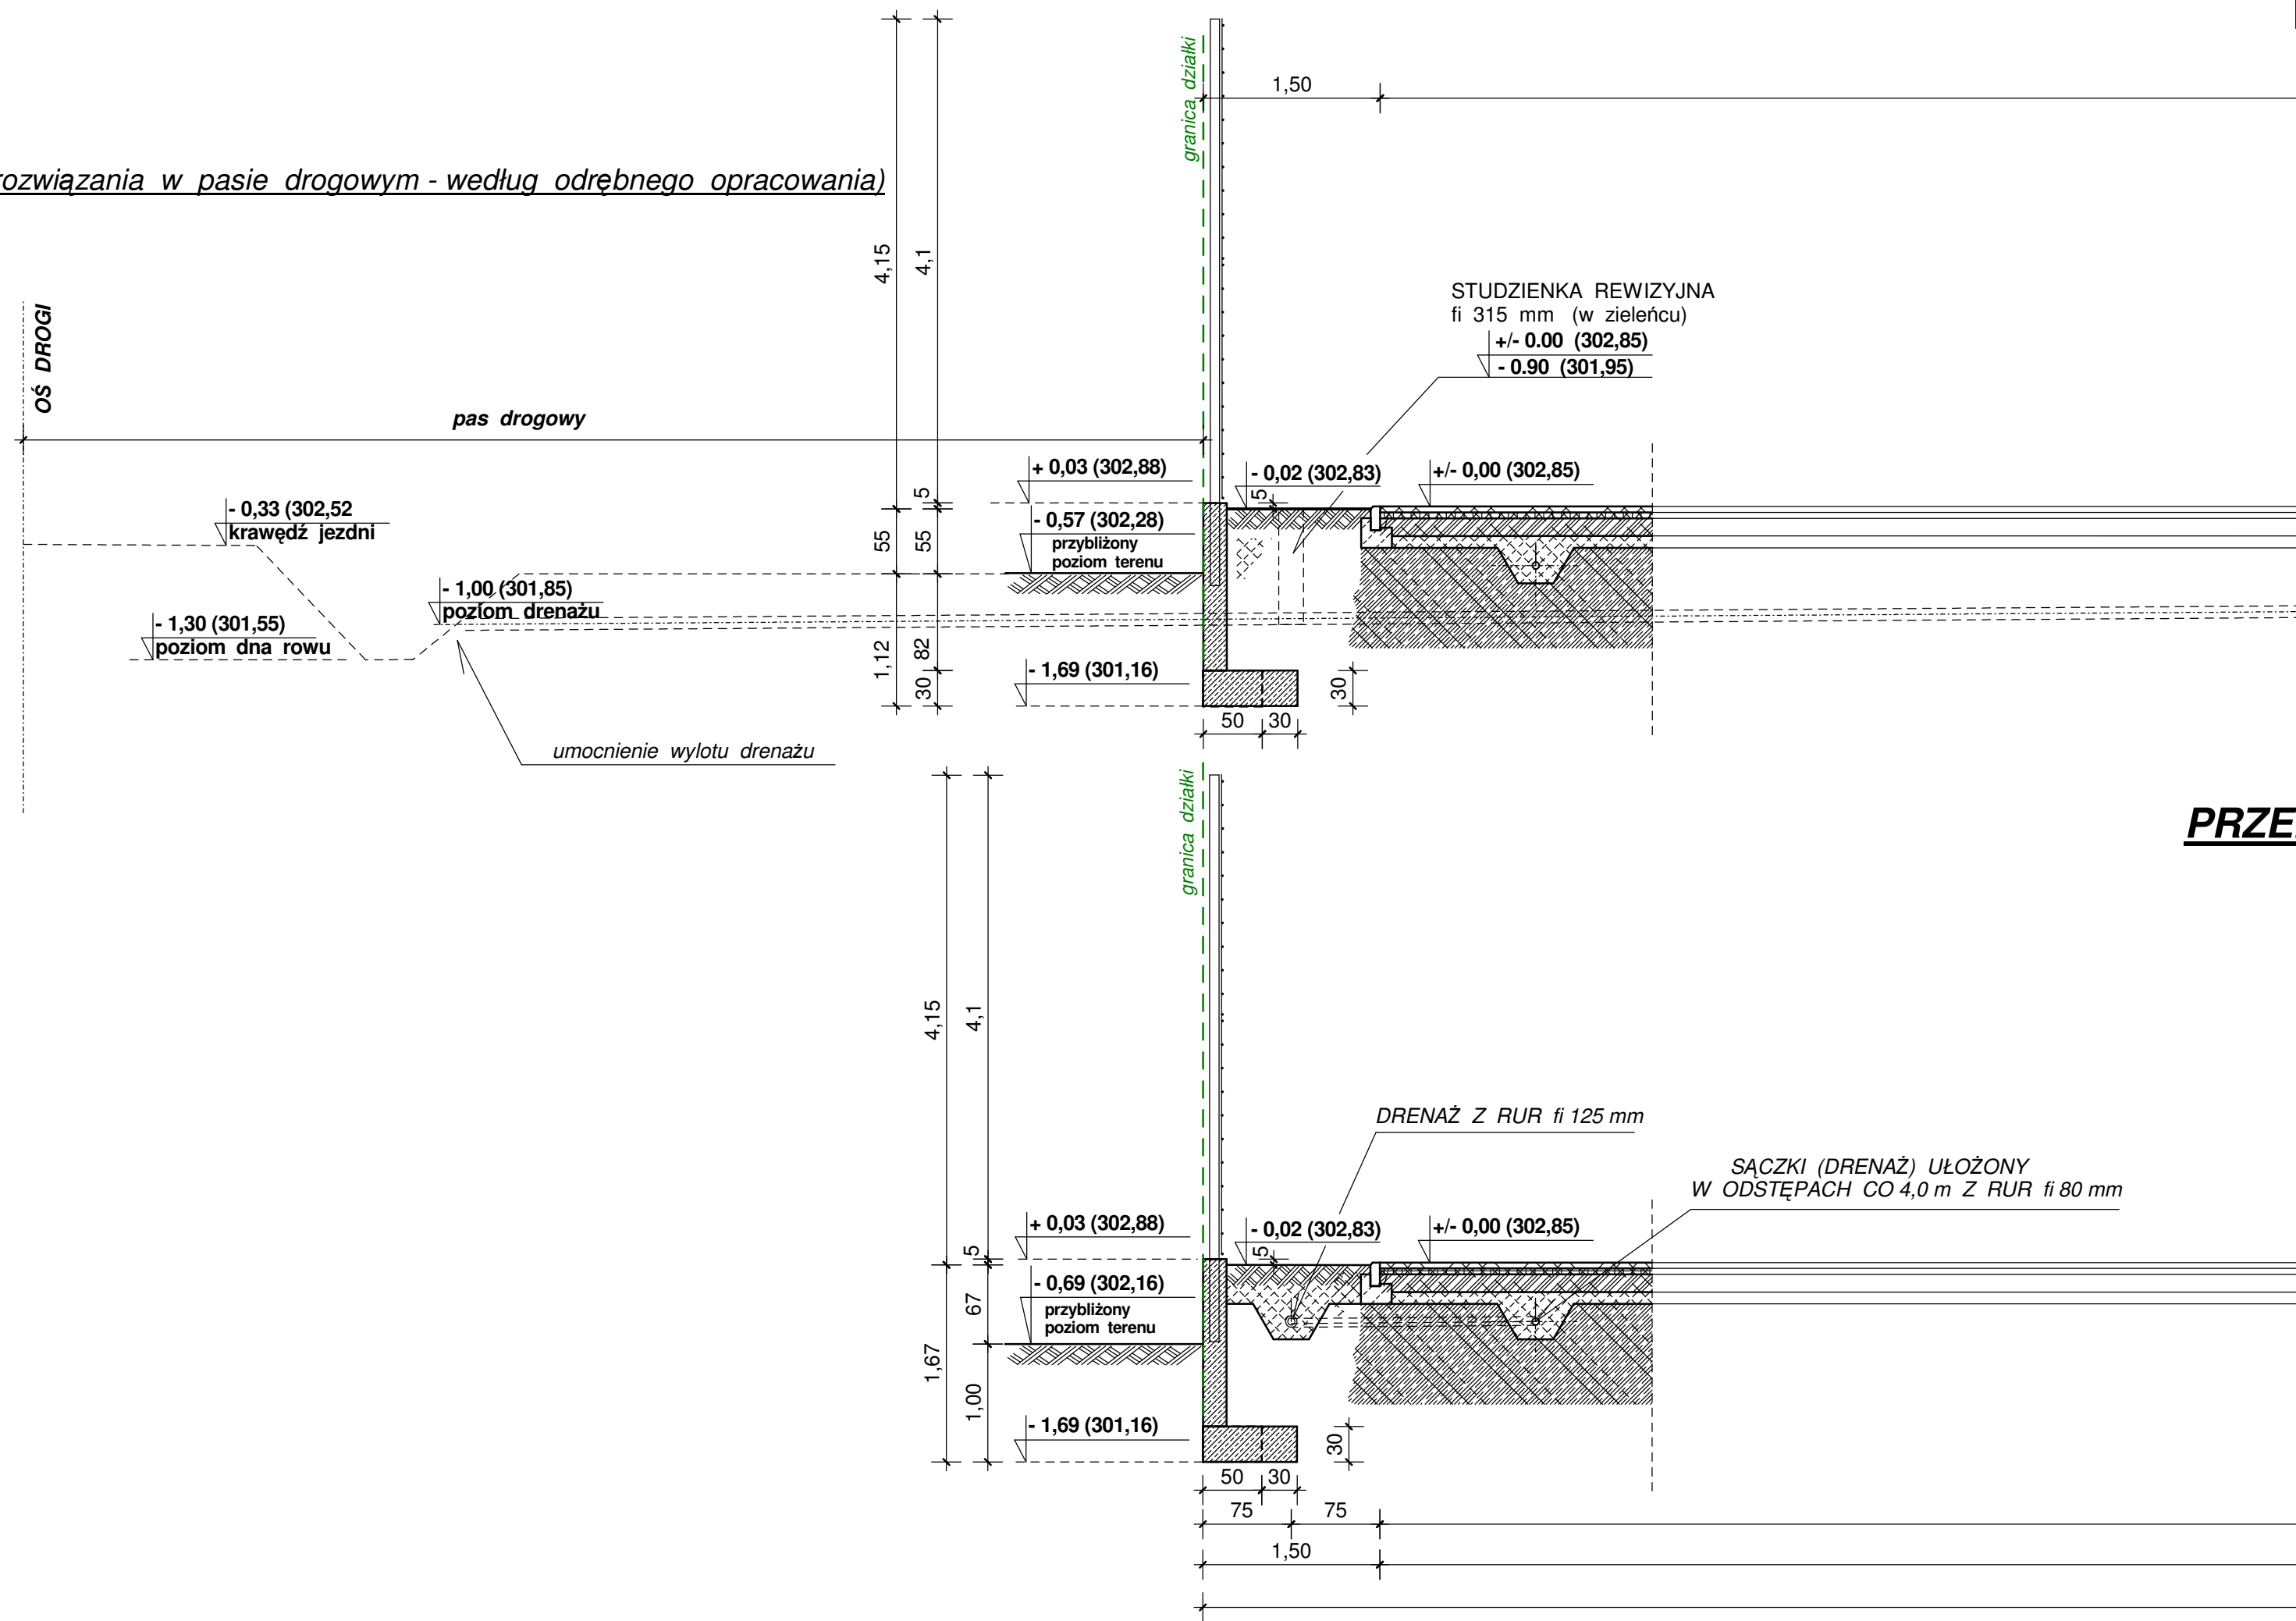 granica działki
1,50
rozwiązania w pasie drogowym - według odrębnego opracowania)
4,15
4,1
OŚ DROGI
STUDZIENKA REWIZYJNA
fi 315 mm (w zieleńcu)
+/- 0.00 (302,85)
- 0.90 (301,95)
pas drogowy
+ 0,03 (302,88)
- 0,02 (302,83)
+/- 0,00 (302,85)
5
5
- 0,33 (302,52
krawędź jezdni
- 0,57 (302,28)
przybliżony
poziom terenu
55
55
- 1,00 (301,85)
poziom drenażu
- 1,30 (301,55)
poziom dna rowu
1,12
82
30
- 1,69 (301,16)
30
50
30
umocnienie wylotu drenażu
granica działki
PRZE
4,15
4,1
DRENAŻ Z RUR fi 125 mm
SĄCZKI (DRENAŻ) UŁOŻONY
W ODSTĘPACH CO 4,0 m Z RUR fi 80 mm
+ 0,03 (302,88)
- 0,02 (302,83)
+/- 0,00 (302,85)
5
5
- 0,69 (302,16)
przybliżony
poziom terenu
67
1,67
1,00
- 1,69 (301,16)
30
50
30
75
75
1,50